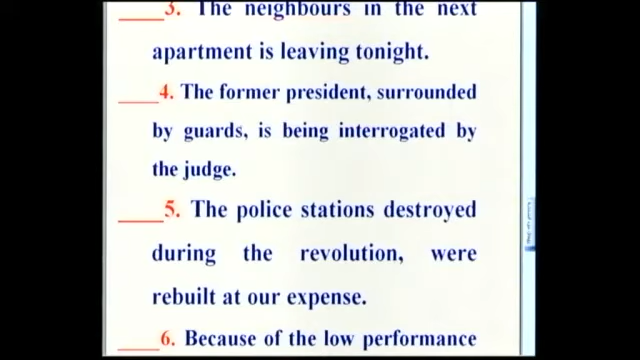 _____3. The neighbours in the next
apartment is leaving tonight.
____4. The former president, surrounded
by guards, is being interrogated by
the judge.
_____5. The police stations destroyed
during the revolution, were
rebuilt at our expense.
____6. Because of the low performance